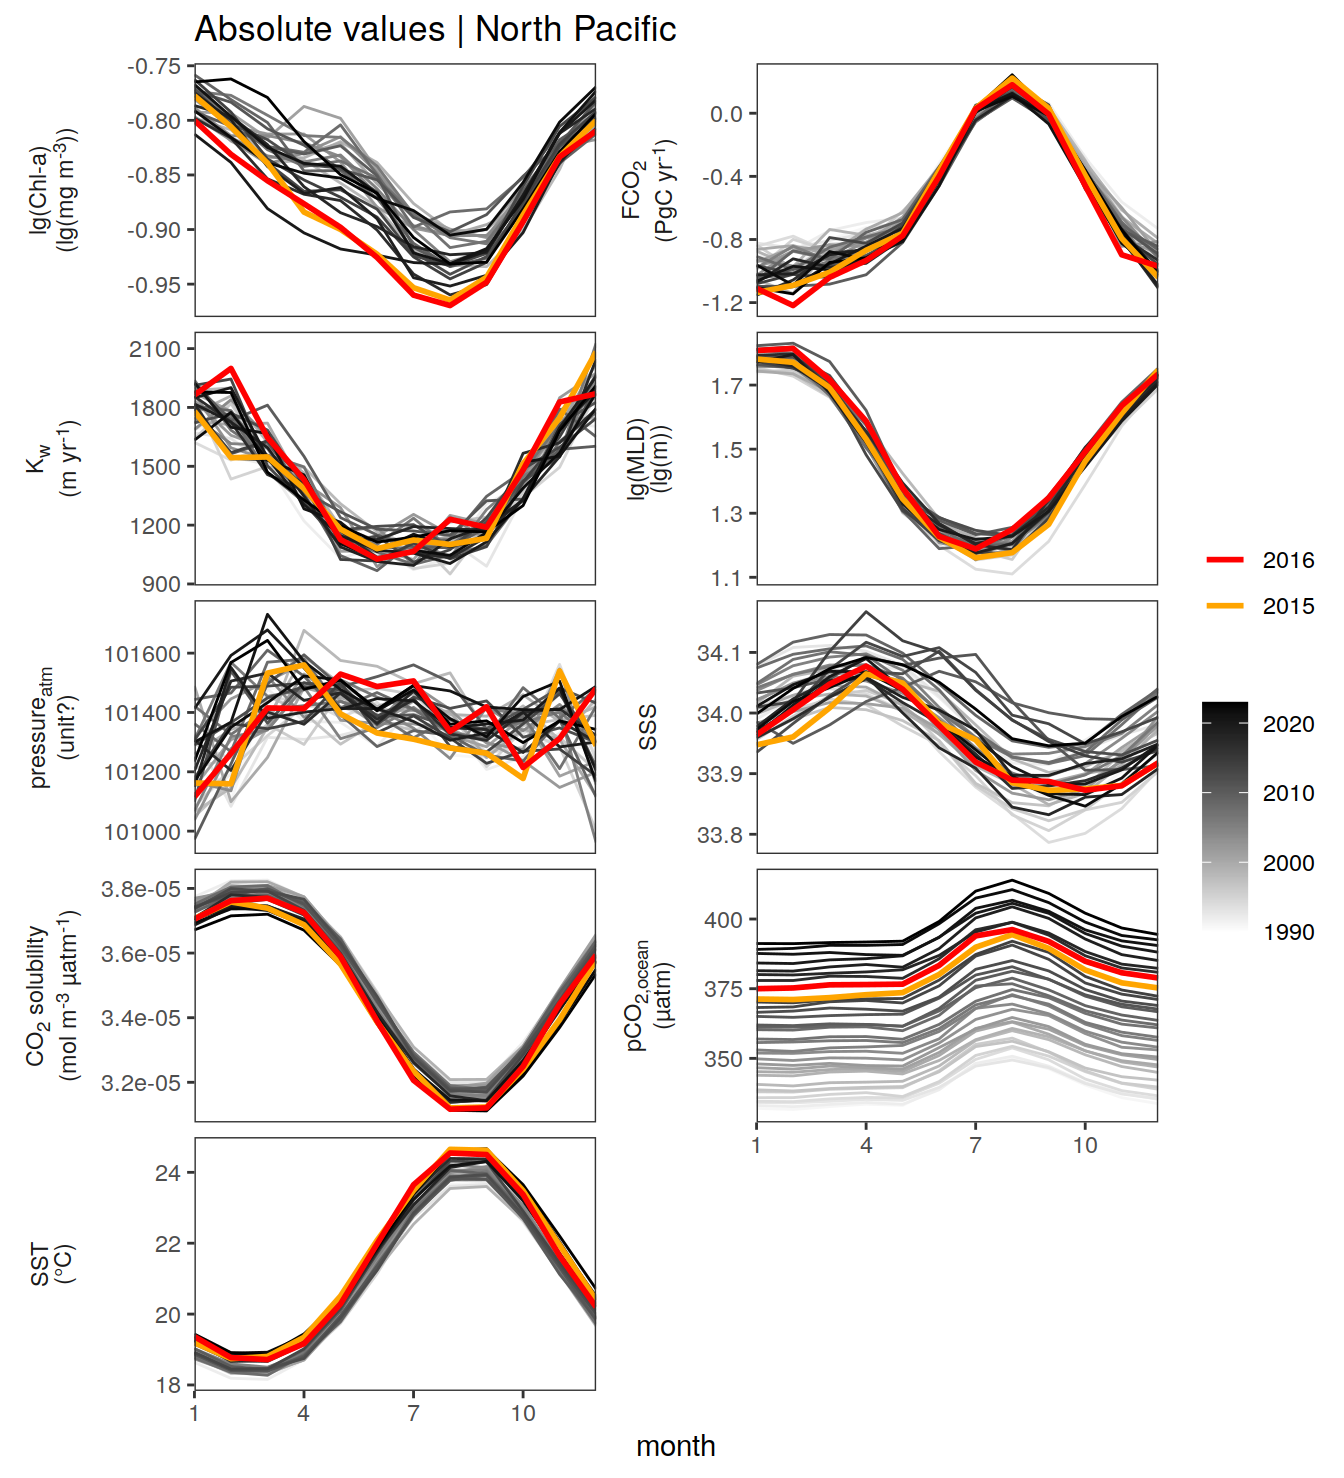 Absolute values | North Pacific
lg(Chl-a)
(lg(mg m⁻³))
-0.75
-0.80
-0.85
-0.90
-0.95
FCO₂
(PgC yr⁻¹)
0.0
-0.4
-0.8
-1.2
K_w
(m yr⁻¹)
2100
1800
1500
1200
900
lg(MLD)
(lg(m))
1.7
1.5
1.3
1.1
pressure_atm
(unit?)
101600
101400
101200
101000
SSS
34.1
34.0
33.9
33.8
CO₂ solubility
(mol m⁻³ µatm⁻¹)
3.8e-05
3.6e-05
3.4e-05
3.2e-05
pCO₂,ocean
(µatm)
400
375
350
1 4 7 10
SST
(°C)
24
22
20
18
1 4 7 10
month
2016
2015
2020
2010
2000
1990